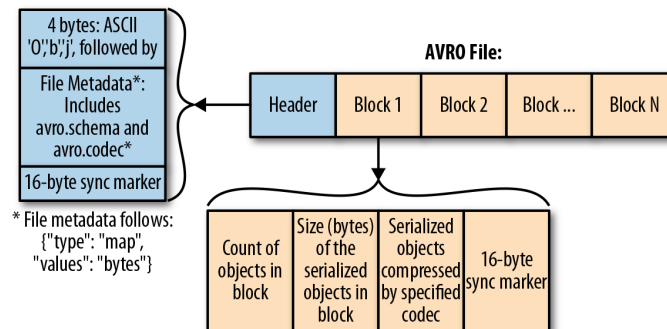 4 bytes: ASCII
'O','b','j', followed by
File Metadata*:
Includes
avro.schema and
avro.codec*
16-byte sync marker
* File metadata follows:
{"type": "map",
"values": "bytes"}
AVRO File:
Header
Block 1
Block 2
Block ...
Block N
Count of
objects in
block
Size (bytes)
of the
serialized
objects in
block
Serialized
objects
compressed
by specified
codec
16-byte
sync marker